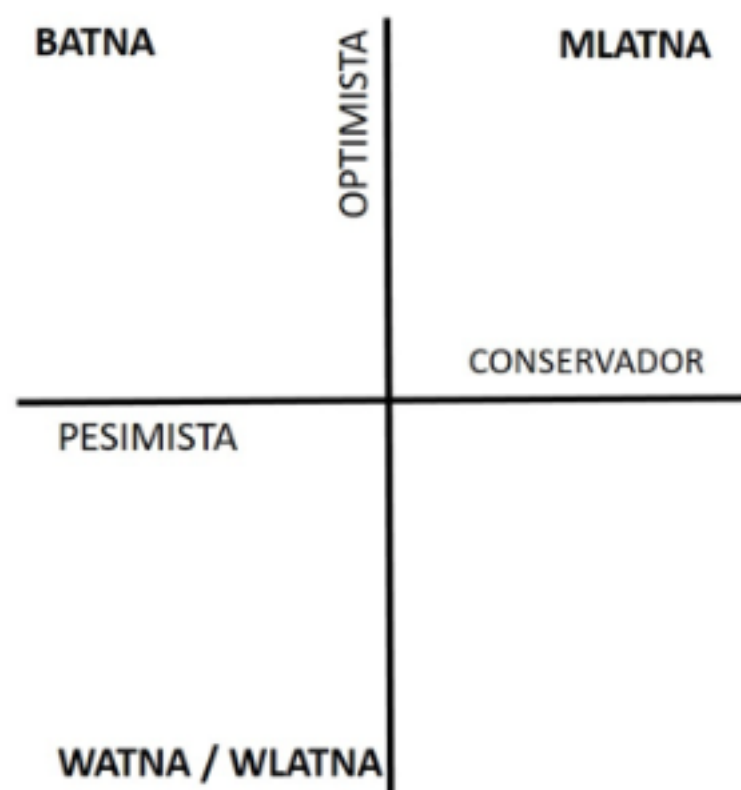 BATNA
MLATNA
OPTIMISTA
CONSERVADOR
PESIMISTA
WATNA / WLATNA